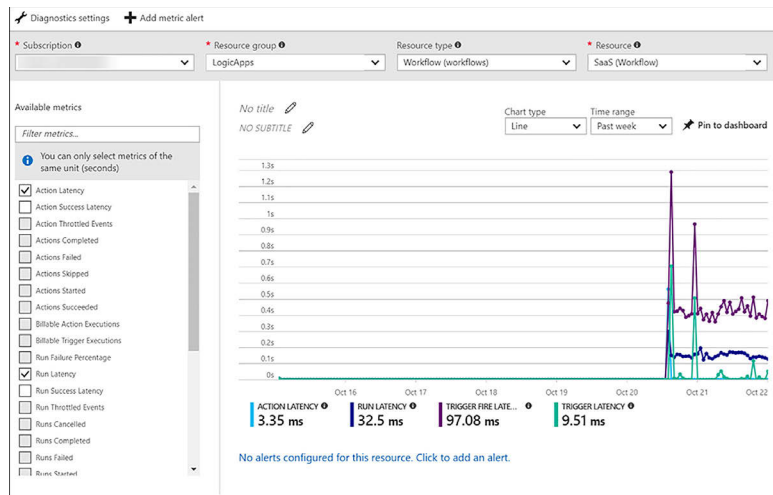 Diagnostics settings Add metric alert
* Subscription * Resource group Resource type * Resource
LogicApps Workflow (workflows) SaaS (Workflow)
Available metrics
Filter metrics...
You can only select metrics of the
same unit (seconds)
Action Latency
Action Success Latency
Action Throttled Events
Actions Completed
Actions Failed
Actions Skipped
Actions Started
Actions Succeeded
Billable Action Executions
Billable Trigger Executions
Run Failure Percentage
Run Latency
Run Success Latency
Run Throttled Events
Runs Cancelled
Runs Completed
Runs Failed
Runs Started
No title
NO SUBTITLE
Chart type Time range
Line Past week Pin to dashboard
1.3s
1.2s
1.1s
1s
0.9s
0.8s
0.7s
0.6s
0.5s
0.4s
0.3s
0.2s
0.1s
0s
Oct 16 Oct 17 Oct 18 Oct 19 Oct 20 Oct 21 Oct 22
ACTION LATENCY RUN LATENCY TRIGGER FIRE LATE... TRIGGER LATENCY
3.35 ms 32.5 ms 97.08 ms 9.51 ms
No alerts configured for this resource. Click to add an alert.